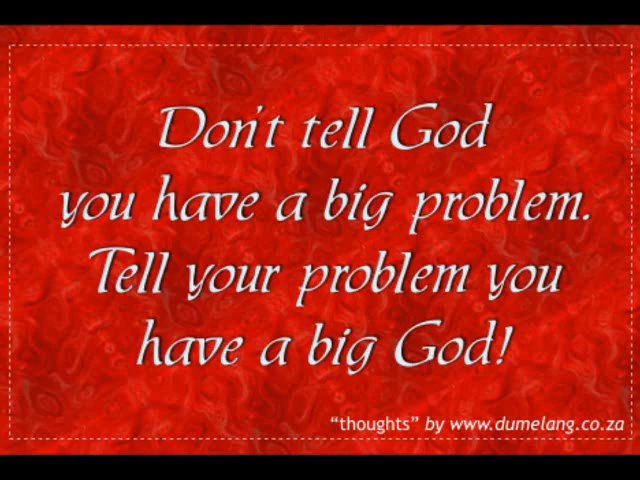 Don't tell God
you have a big problem.
Tell your problem you
have a big God!
“thoughts” by www.dumelang.co.za